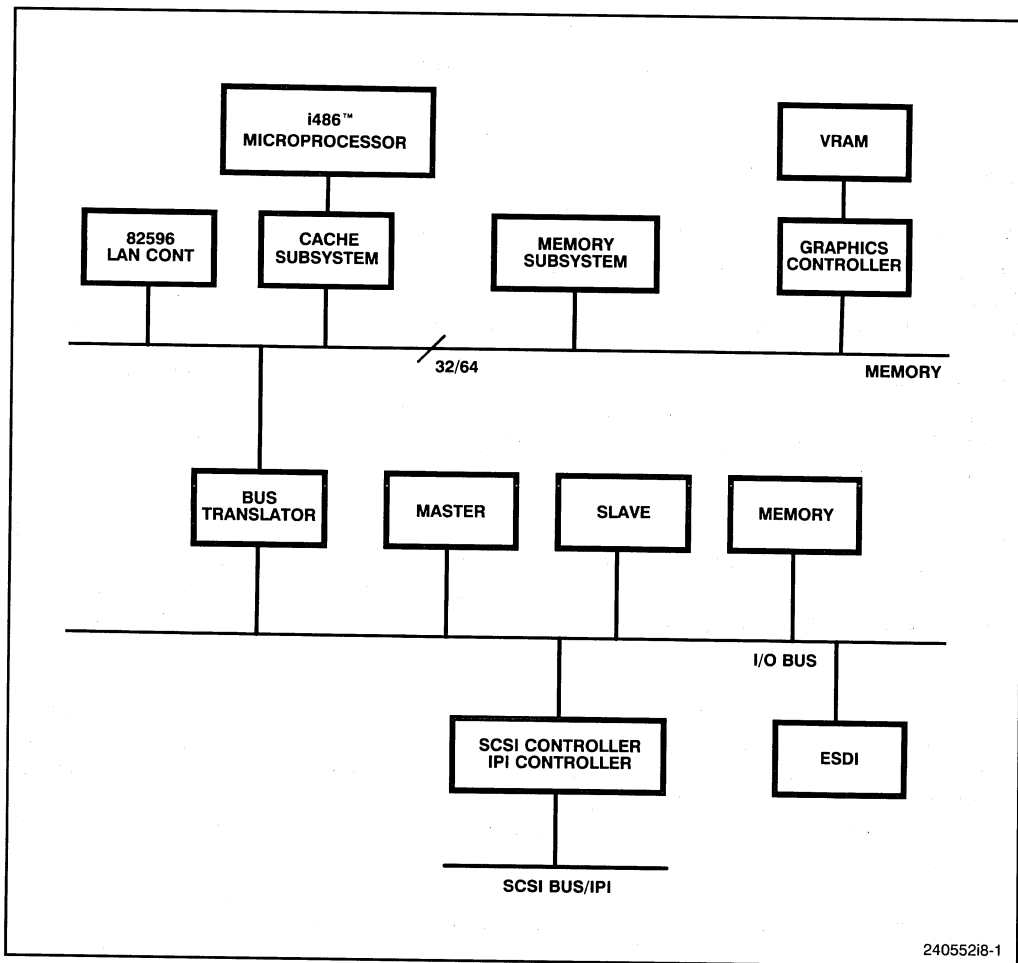 i486™
MICROPROCESSOR
VRAM
82596
LAN CONT
CACHE
SUBSYSTEM
MEMORY
SUBSYSTEM
GRAPHICS
CONTROLLER
32/64
MEMORY
BUS
TRANSLATOR
MASTER
SLAVE
MEMORY
I/O BUS
SCSI CONTROLLER
IPI CONTROLLER
ESDI
SCSI BUS/IPI
240552i8-1